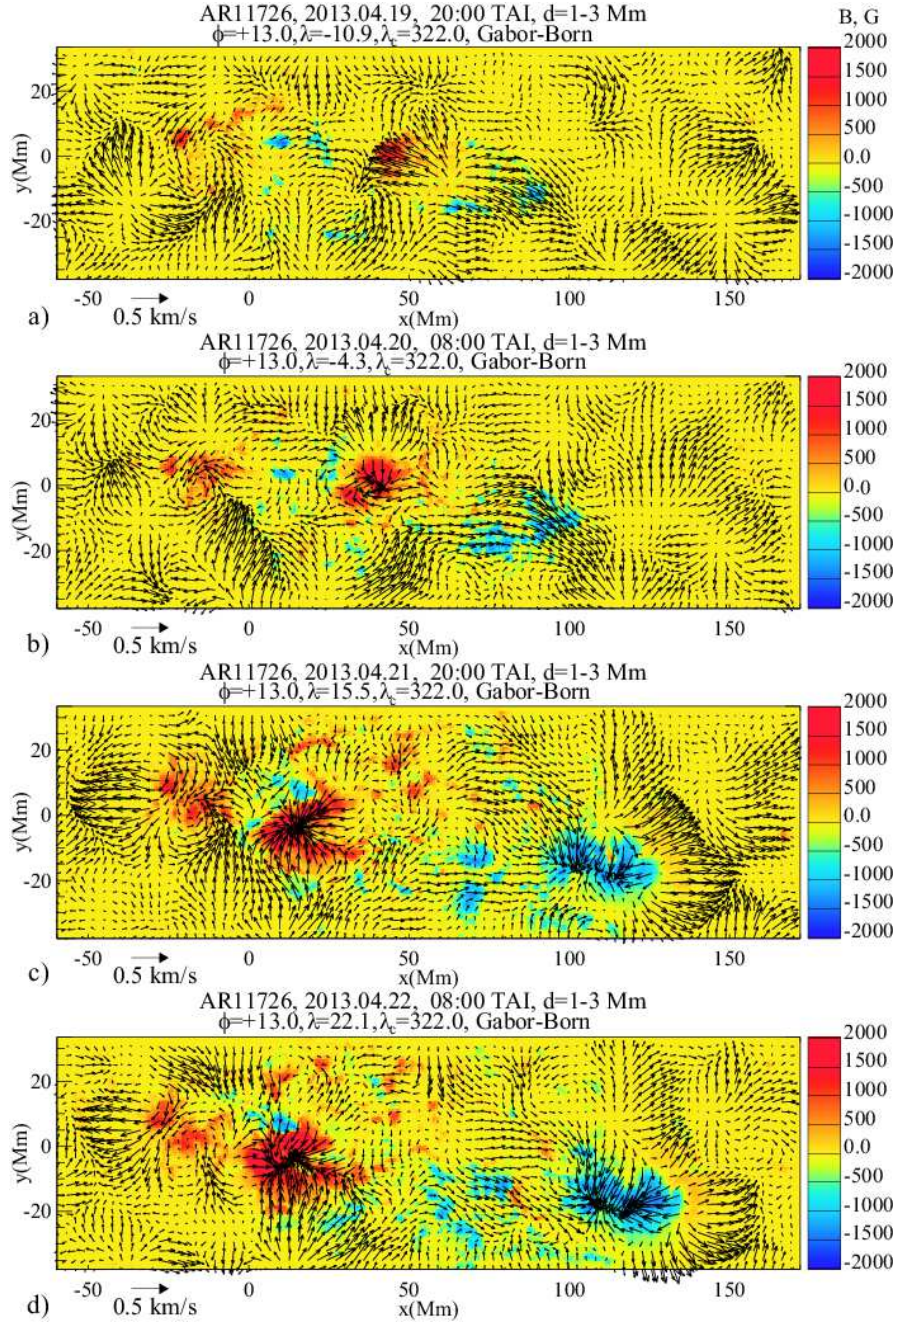 AR11726, 2013.04.19, 20:00 TAI, d=1-3 Mm
ϕ=+13.0,λ=-10.9,λc=322.0, Gabor-Born
B, G
2000
1500
1000
500
0.0
-500
-1000
-1500
-2000
y(Mm)
20
0
-20
-50
0
50
100
150
0.5 km/s
x(Mm)
a)
AR11726, 2013.04.20, 08:00 TAI, d=1-3 Mm
ϕ=+13.0,λ=-4.3,λc=322.0, Gabor-Born
2000
1500
1000
500
0.0
-500
-1000
-1500
-2000
y(Mm)
20
0
-20
-50
0
50
100
150
0.5 km/s
x(Mm)
b)
AR11726, 2013.04.21, 20:00 TAI, d=1-3 Mm
ϕ=+13.0,λ=15.5,λc=322.0, Gabor-Born
2000
1500
1000
500
0.0
-500
-1000
-1500
-2000
y(Mm)
20
0
-20
-50
0
50
100
150
0.5 km/s
x(Mm)
c)
AR11726, 2013.04.22, 08:00 TAI, d=1-3 Mm
ϕ=+13.0,λ=22.1,λc=322.0, Gabor-Born
2000
1500
1000
500
0.0
-500
-1000
-1500
-2000
y(Mm)
20
0
-20
-50
0
50
100
150
0.5 km/s
x(Mm)
d)